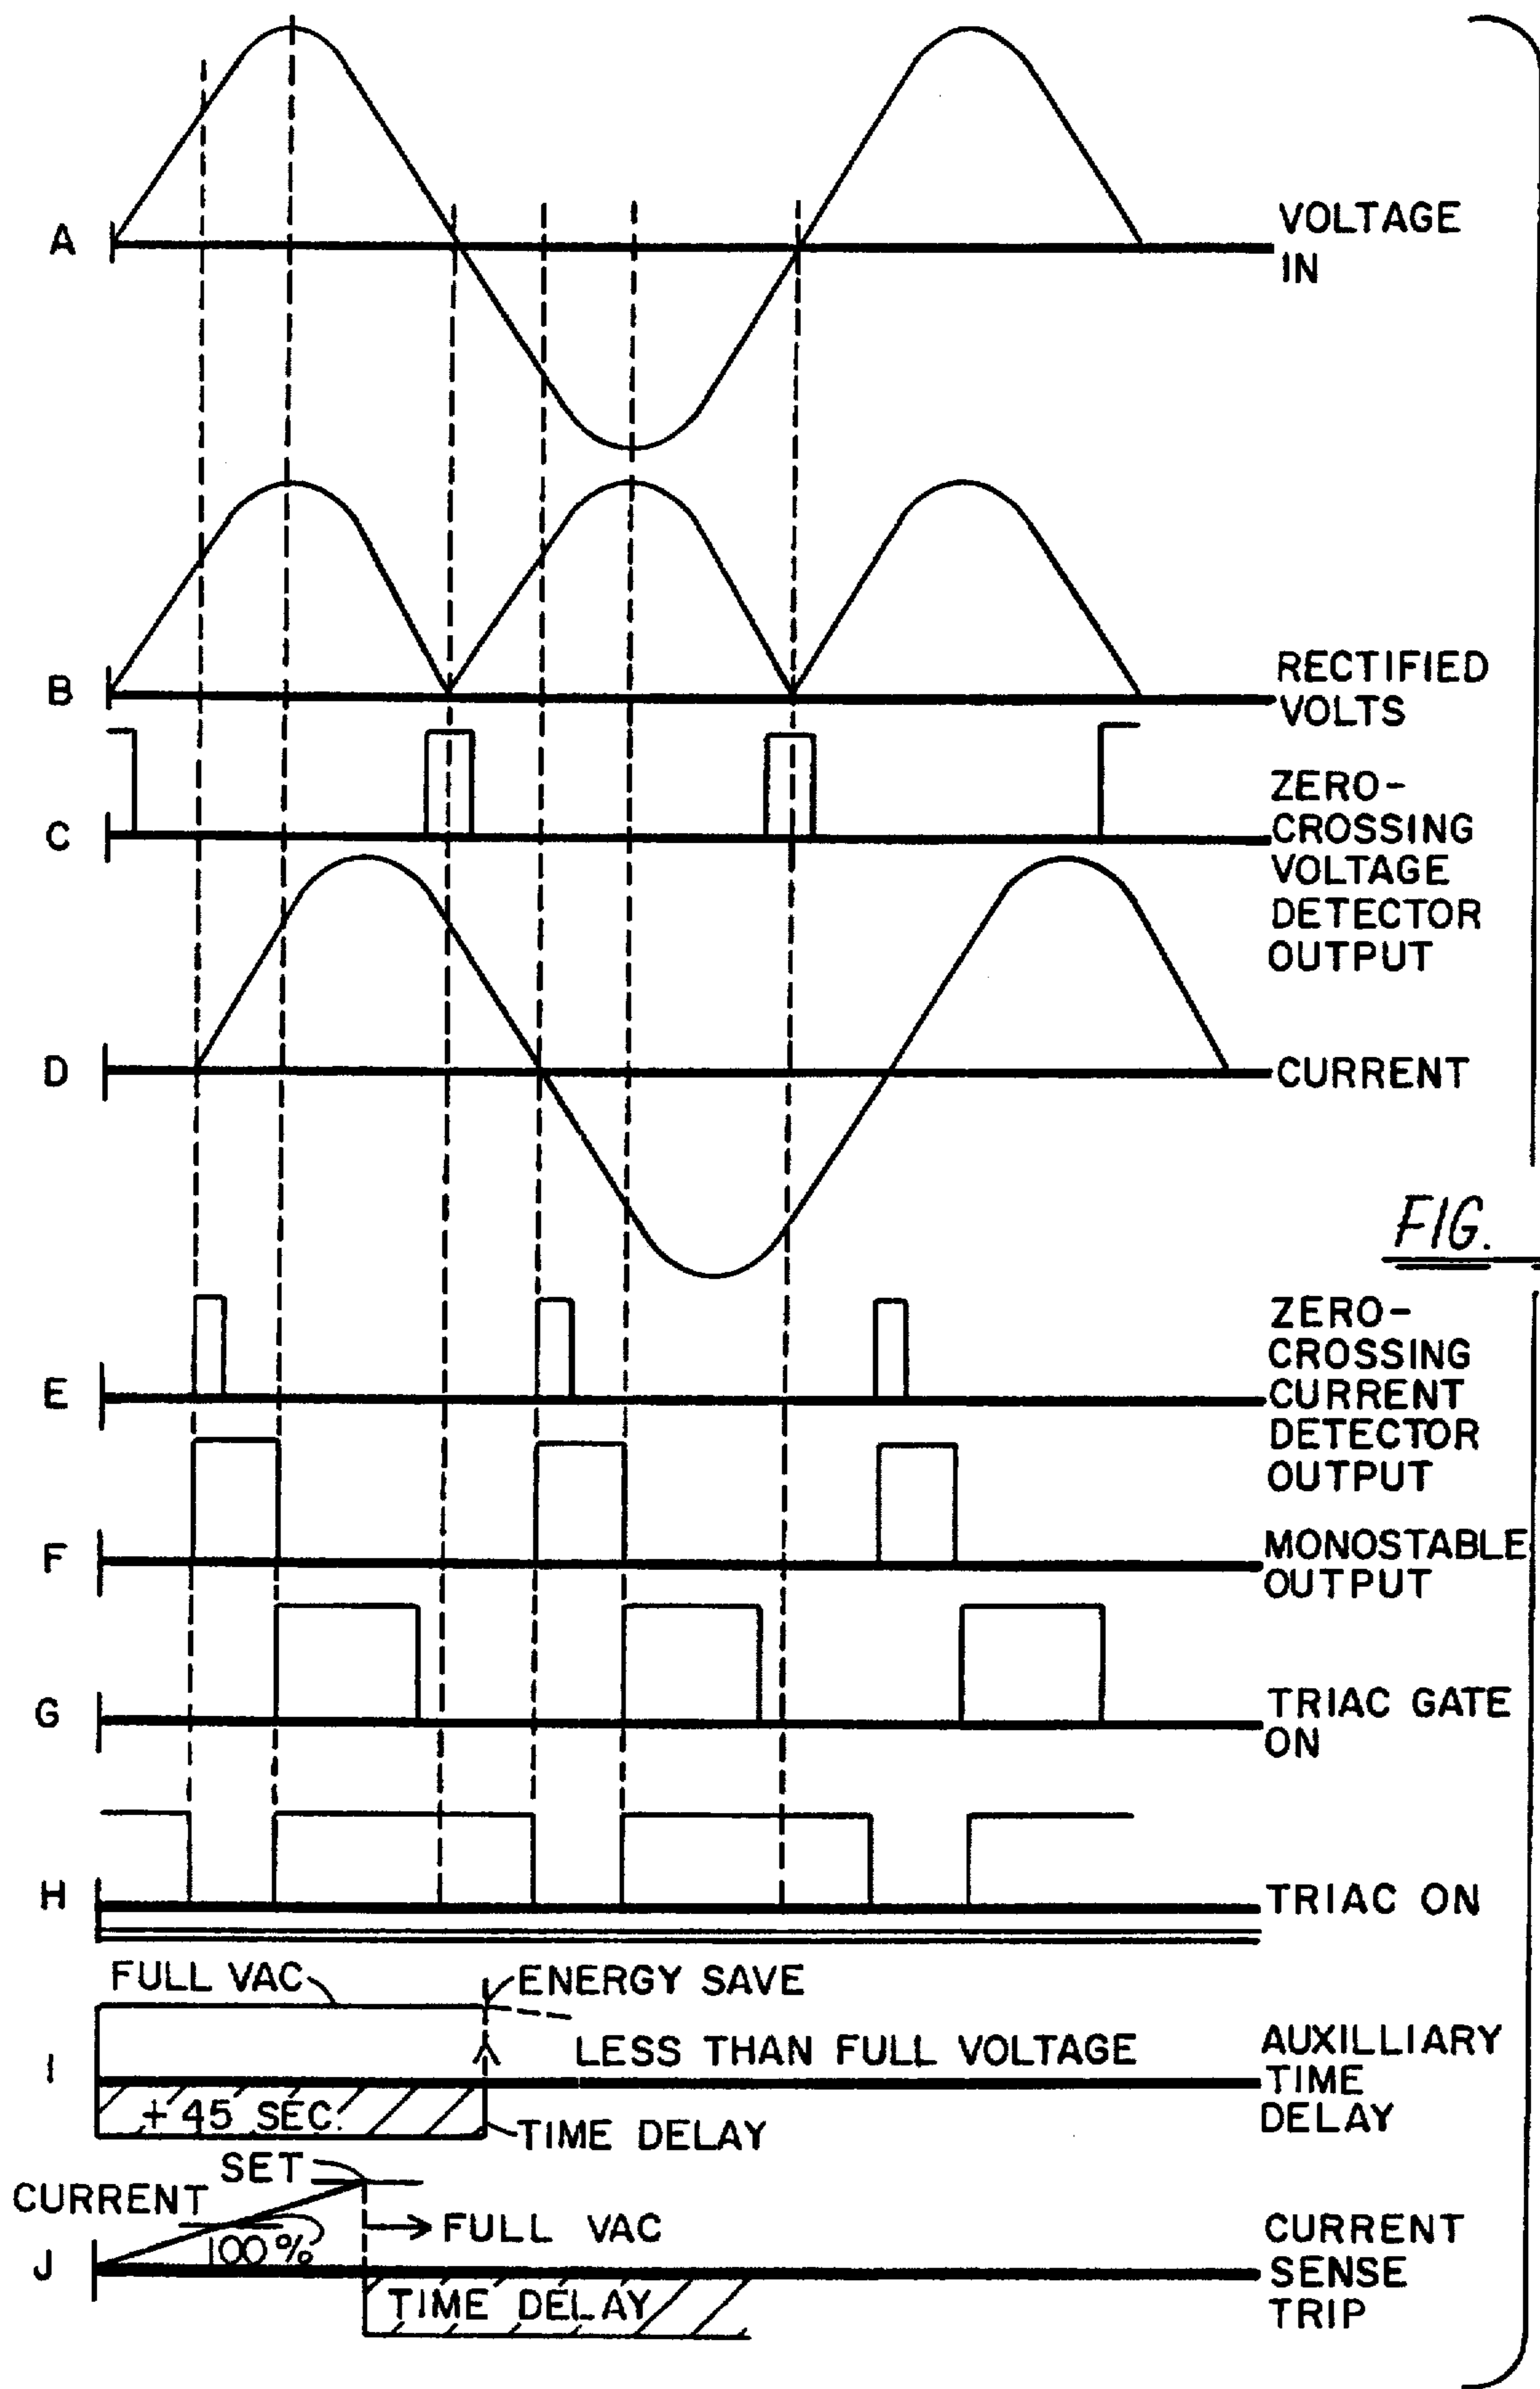 A
VOLTAGE
IN
B
RECTIFIED
VOLTS
C
ZERO-
CROSSING
VOLTAGE
DETECTOR
OUTPUT
D
CURRENT
FIG.
E
ZERO-
CROSSING
CURRENT
DETECTOR
OUTPUT
F
MONOSTABLE
OUTPUT
G
TRIAC GATE
ON
H
TRIAC ON
FULL VAC
ENERGY SAVE
LESS THAN FULL VOLTAGE
I
AUXILLIARY
TIME
DELAY
+ 45 SEC.
TIME DELAY
SET
CURRENT
100%
FULL VAC
J
CURRENT
SENSE
TRIP
TIME DELAY